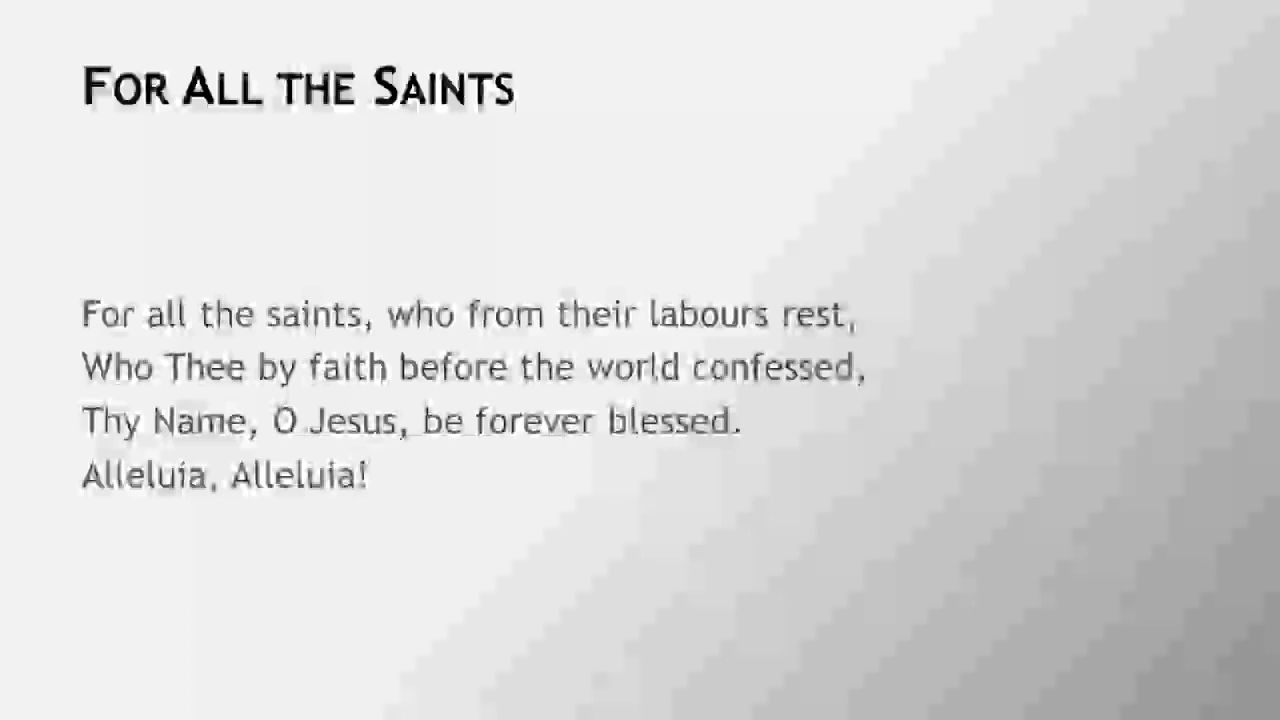 For All the Saints
For all the saints, who from their labours rest,
Who Thee by faith before the world confessed,
Thy Name, O Jesus, be forever blessed.
Alleluia, Alleluia!